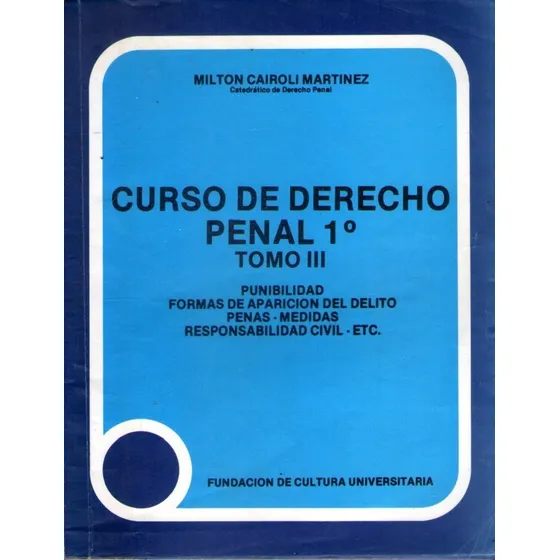 MILTON CAIROLI MARTINEZ
Catedrático de Derecho Penal
CURSO DE DERECHO
PENAL 1º
TOMO III
PUNIBILIDAD
FORMAS DE APARICION DEL DELITO
PENAS - MEDIDAS
RESPONSABILIDAD CIVIL - ETC.
FUNDACION DE CULTURA UNIVERSITARIA